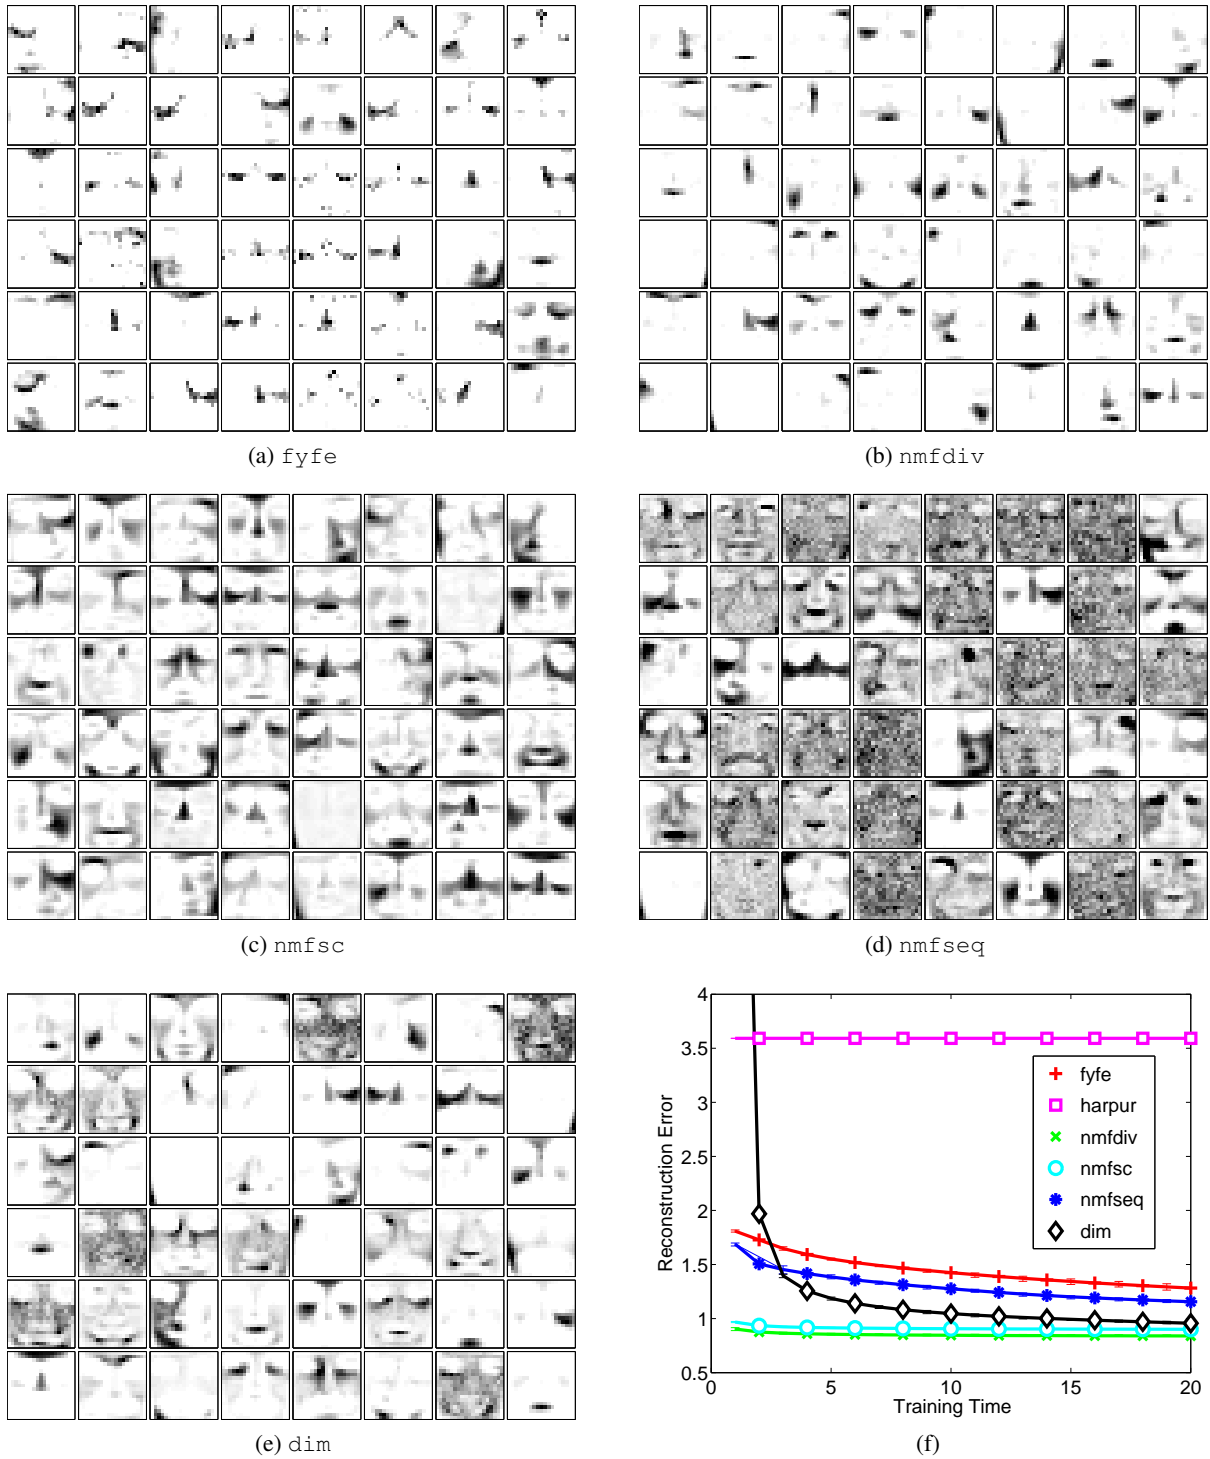 (a) fyfe
(b) nmfdiv
(c) nmfsc
(d) nmfseq
(e) dim
4
3.5
3
2.5
2
1.5
1
0.5
0
5
10
15
20
Reconstruction Error
Training Time
fyfe
harpur
nmfdiv
nmfsc
nmfseq
dim
(f)